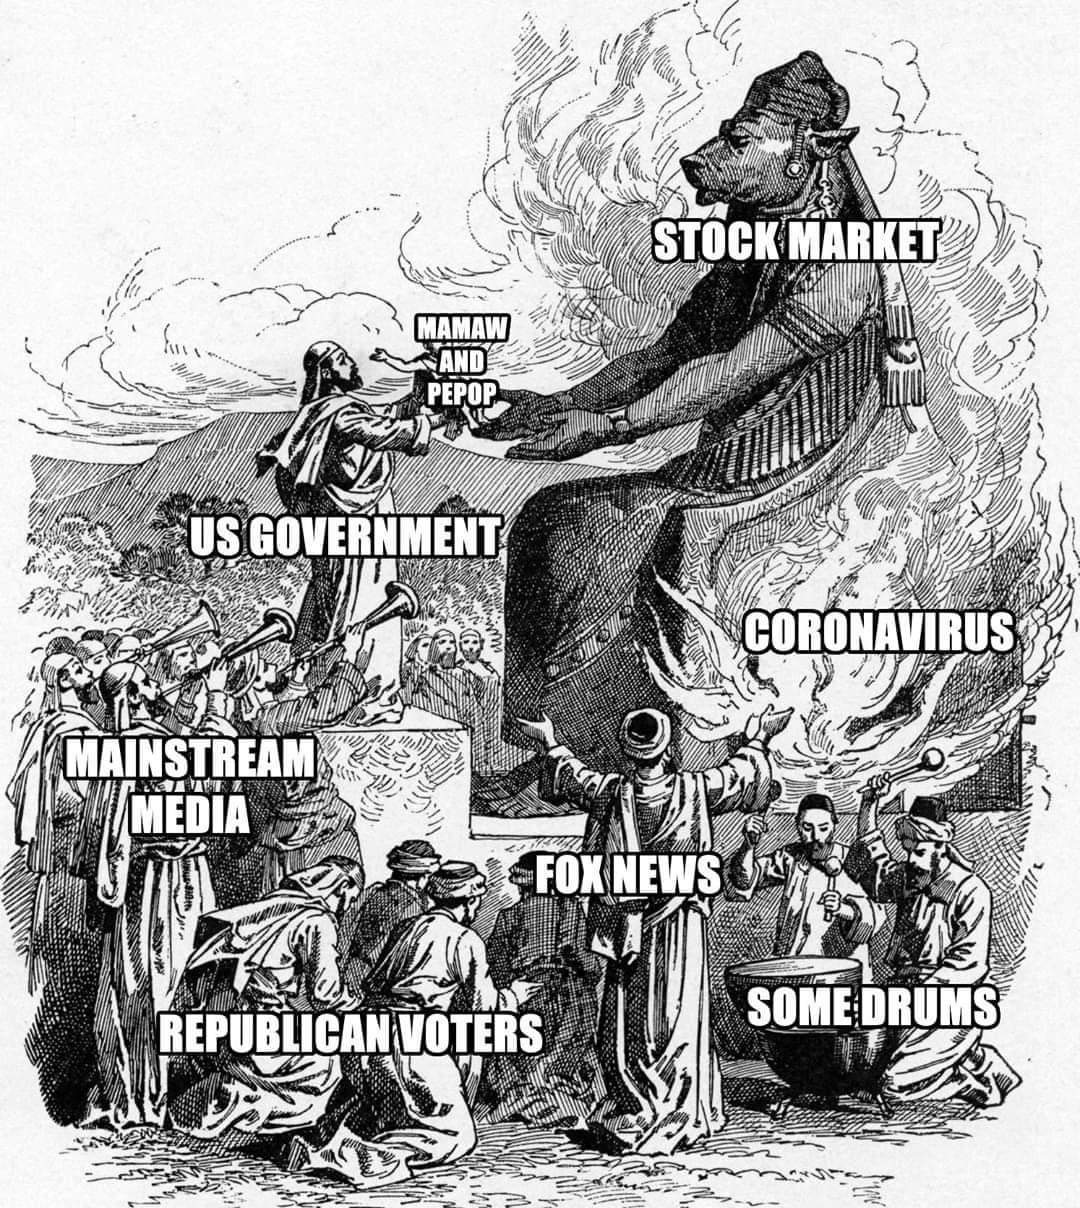 STOCK MARKET
MAMAW
AND
PEPOP
US GOVERNMENT
CORONAVIRUS
MAINSTREAM
MEDIA
FOX NEWS
SOME DRUMS
REPUBLICAN VOTERS